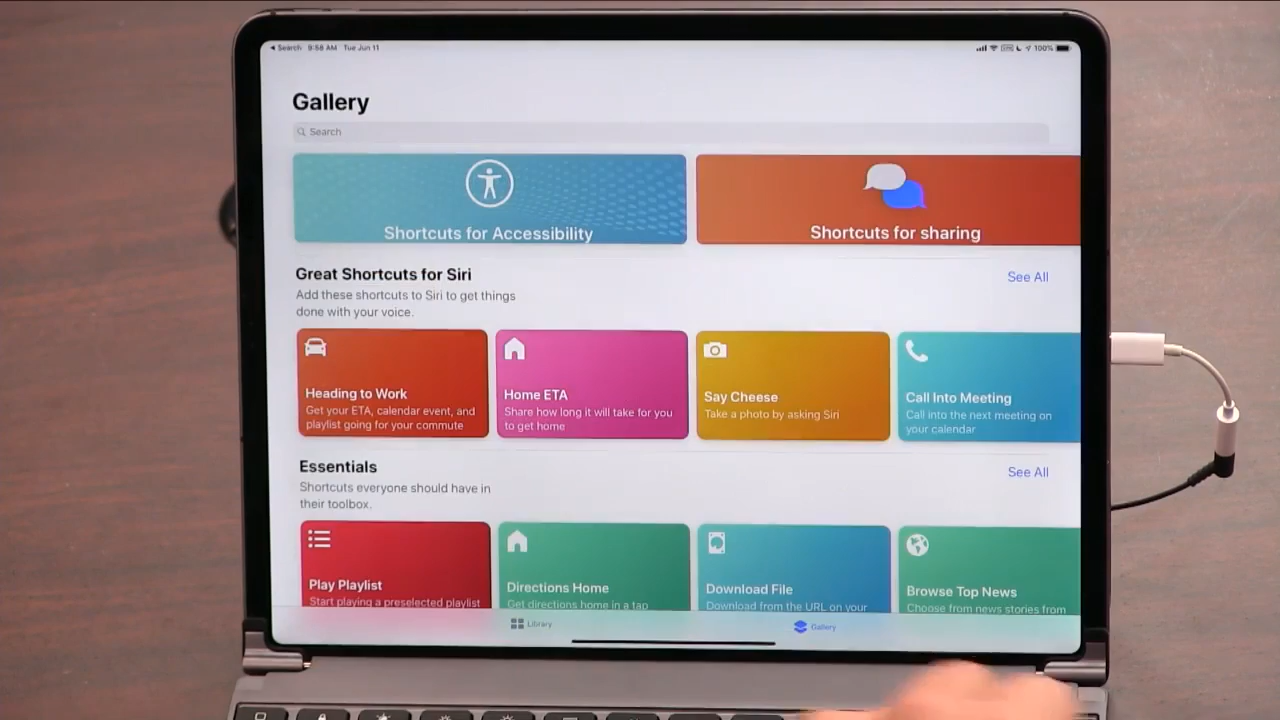 Search 9:58 AM Tue Jun 11
100%
Gallery
Search
Shortcuts for Accessibility
Shortcuts for sharing
Great Shortcuts for Siri
See All
Add these shortcuts to Siri to get things
done with your voice.
Heading to Work
Get your ETA, calendar event, and
playlist going for your commute
Home ETA
Share how long it will take for you
to get home
Say Cheese
Take a photo by asking Siri
Call Into Meeting
Call into the next meeting on
your calendar
Essentials
See All
Shortcuts everyone should have in
their toolbox.
Play Playlist
Start playing a preselected playlist
Directions Home
Get directions home in a tap
Download File
Download from the URL on your
Browse Top News
Choose from news stories from
Library
Gallery